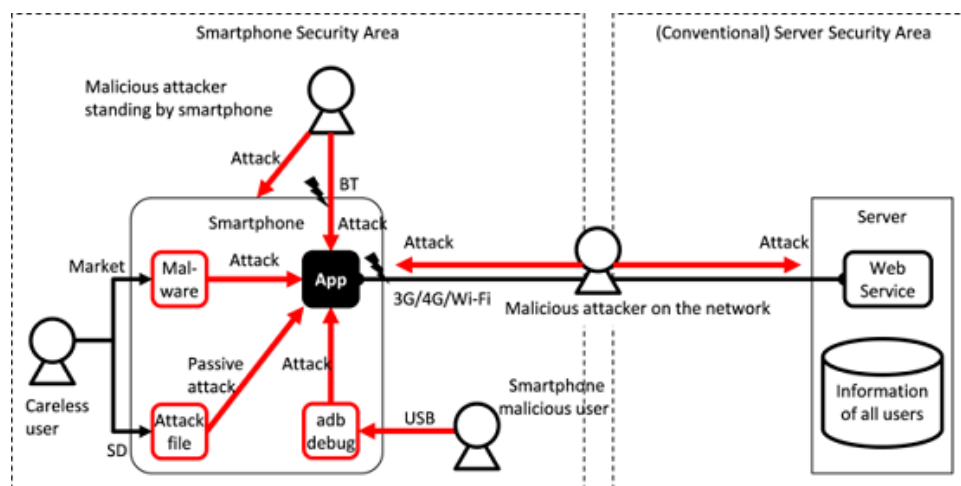 Smartphone Security Area
(Conventional) Server Security Area
Malicious attacker
standing by smartphone
Attack
BT
Smartphone
Attack
Server
Market
Mal-
ware
Attack
App
Attack
Attack
Web
Service
3G/4G/Wi-Fi
Malicious attacker on the network
Passive
attack
Attack
Careless
user
SD
Attack
file
adb
debug
USB
Smartphone
malicious user
Information
of all users